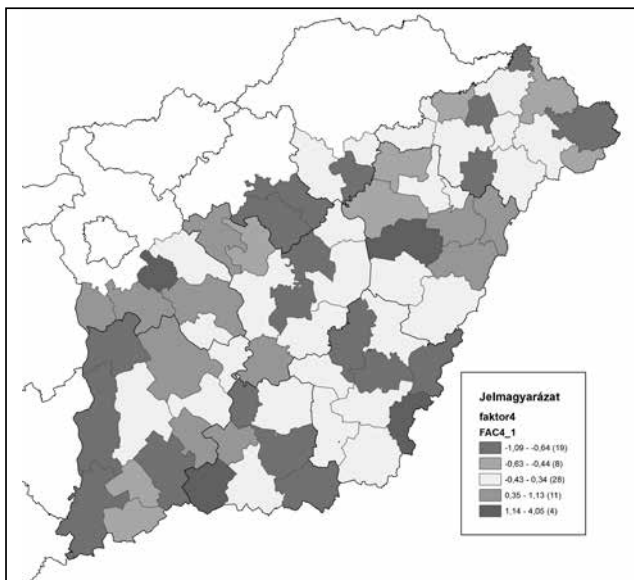 Jelmagyarázat
faktor4
FAC4_1
-1,09 - -0,64 (19)
-0,63 - -0,44 (8)
-0,43 - 0,34 (28)
0,35 - 1,13 (11)
1,14 - 4,05 (4)